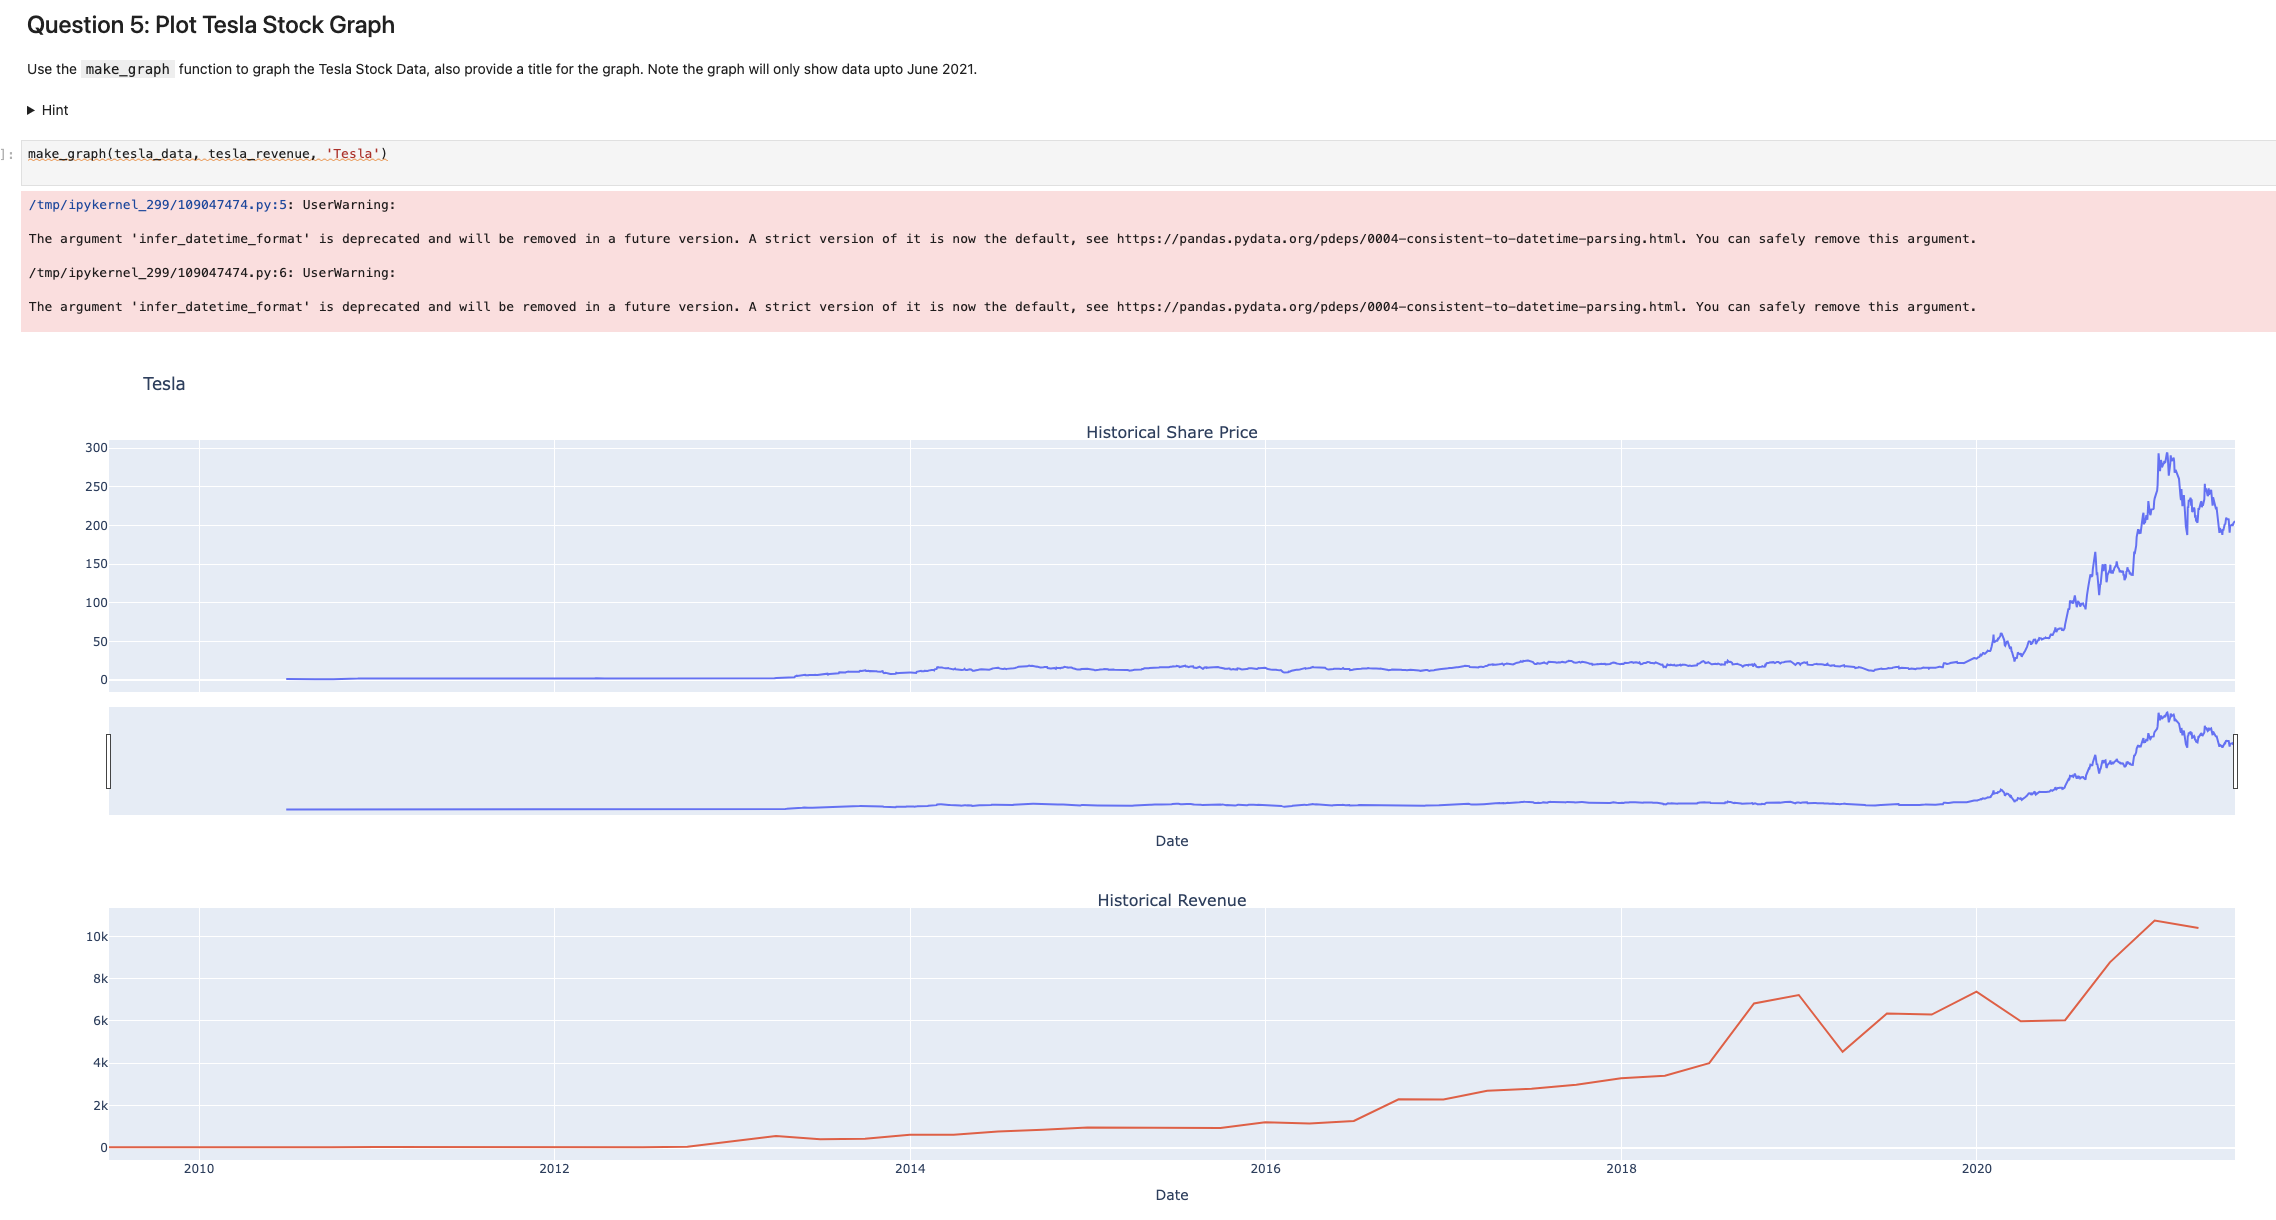 Question 5: Plot Tesla Stock Graph
Use the make_graph function to graph the Tesla Stock Data, also provide a title for the graph. Note the graph will only show data upto June 2021.
▶ Hint
]:
make_graph(tesla_data, tesla_revenue, 'Tesla')
/tmp/ipykernel_299/109047474.py:5: UserWarning:
The argument 'infer_datetime_format' is deprecated and will be removed in a future version. A strict version of it is now the default, see https://pandas.pydata.org/pdeps/0004-consistent-to-datetime-parsing.html. You can safely remove this argument.
/tmp/ipykernel_299/109047474.py:6: UserWarning:
The argument 'infer_datetime_format' is deprecated and will be removed in a future version. A strict version of it is now the default, see https://pandas.pydata.org/pdeps/0004-consistent-to-datetime-parsing.html. You can safely remove this argument.
Tesla
Historical Share Price
300
250
200
150
100
50
0
Date
Historical Revenue
10k
8k
6k
4k
2k
0
2010 2012 2014 2016 2018 2020
Date